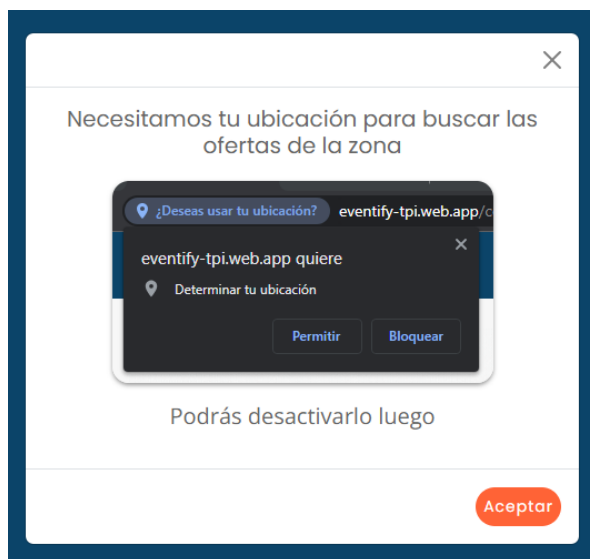 Necesitamos tu ubicación para buscar las
ofertas de la zona
¿Deseas usar tu ubicación? eventify-tpi.web.app/c
eventify-tpi.web.app quiere
Determinar tu ubicación
Permitir Bloquear
Podrás desactivarlo luego
Aceptar